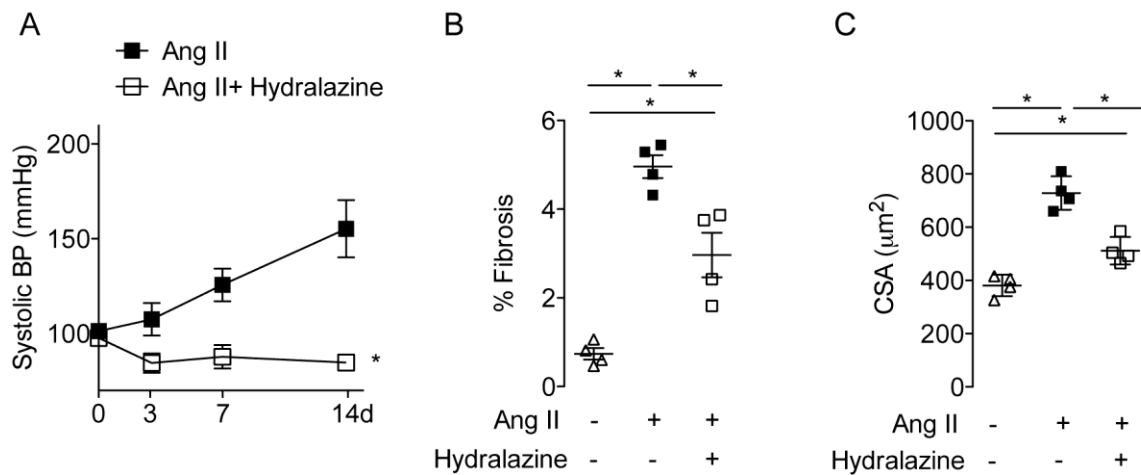 A
Ang II
Ang II+ Hydralazine
Systolic BP (mmHg)
200
150
100
0 3 7 14d
*
B
* *
*
% Fibrosis
6
4
2
0
Ang II - + +
Hydralazine - - +
C
* *
*
CSA (μm²)
1000
800
600
400
200
0
Ang II - + +
Hydralazine - - +